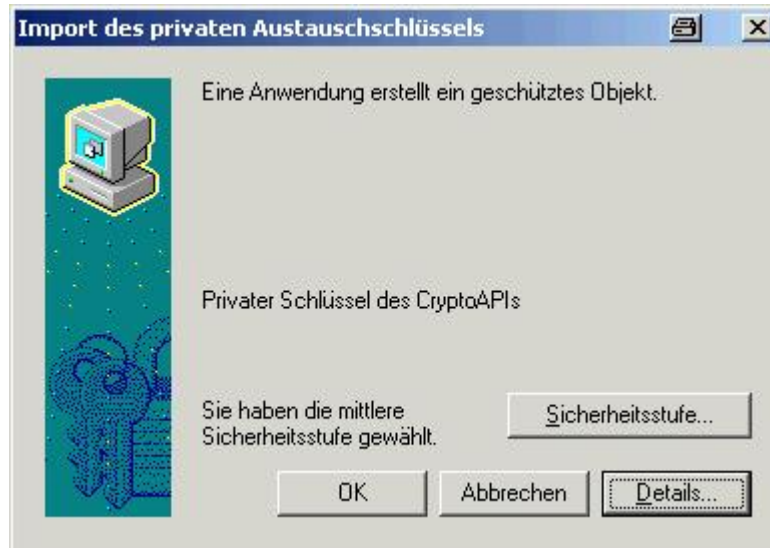 Import des privaten Austauschschlüssels
Eine Anwendung erstellt ein geschütztes Objekt.
Privater Schlüssel des CryptoAPIs
Sie haben die mittlere
Sicherheitsstufe gewählt.
Sicherheitsstufe...
OK
Abbrechen
Details...